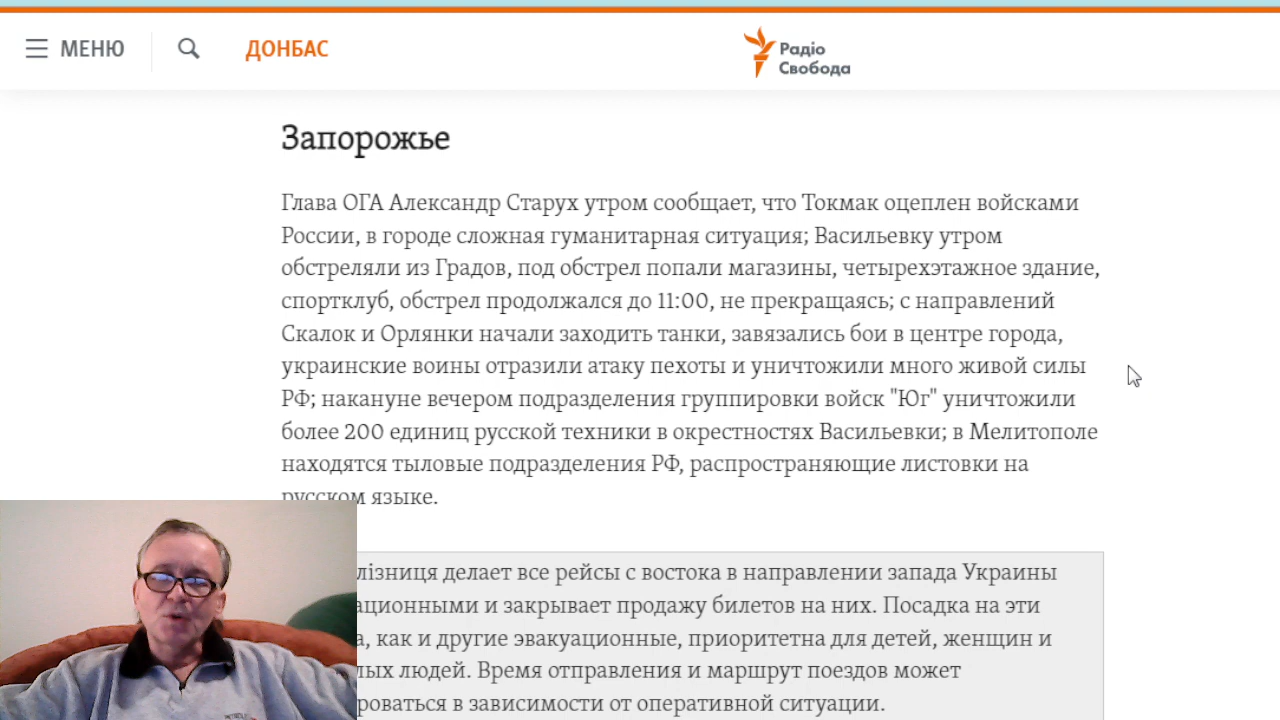 МЕНЮ
ДОНБАС
Радіо
Свобода
Запорожье
Глава ОГА Александр Старух утром сообщает, что Токмак оцеплен войсками
России, в городе сложная гуманитарная ситуация; Васильевку утром
обстреляли из Градов, под обстрел попали магазины, четырехэтажное здание,
спортклуб, обстрел продолжался до 11:00, не прекращаясь; с направлений
Скалок и Орлянки начали заходить танки, завязались бои в центре города,
украинские воины отразили атаку пехоты и уничтожили много живой силы
РФ; накануне вечером подразделения группировки войск "Юг" уничтожили
более 200 единиц русской техники в окрестностях Васильевки; в Мелитополе
находятся тыловые подразделения РФ, распространяющие листовки на
русском языке.
лізниця делает все рейсы с востока в направлении запада Украины
ационными и закрывает продажу билетов на них. Посадка на эти
а, как и другие эвакуационные, приоритетна для детей, женщин и
лых людей. Время отправления и маршрут поездов может
роваться в зависимости от оперативной ситуации.